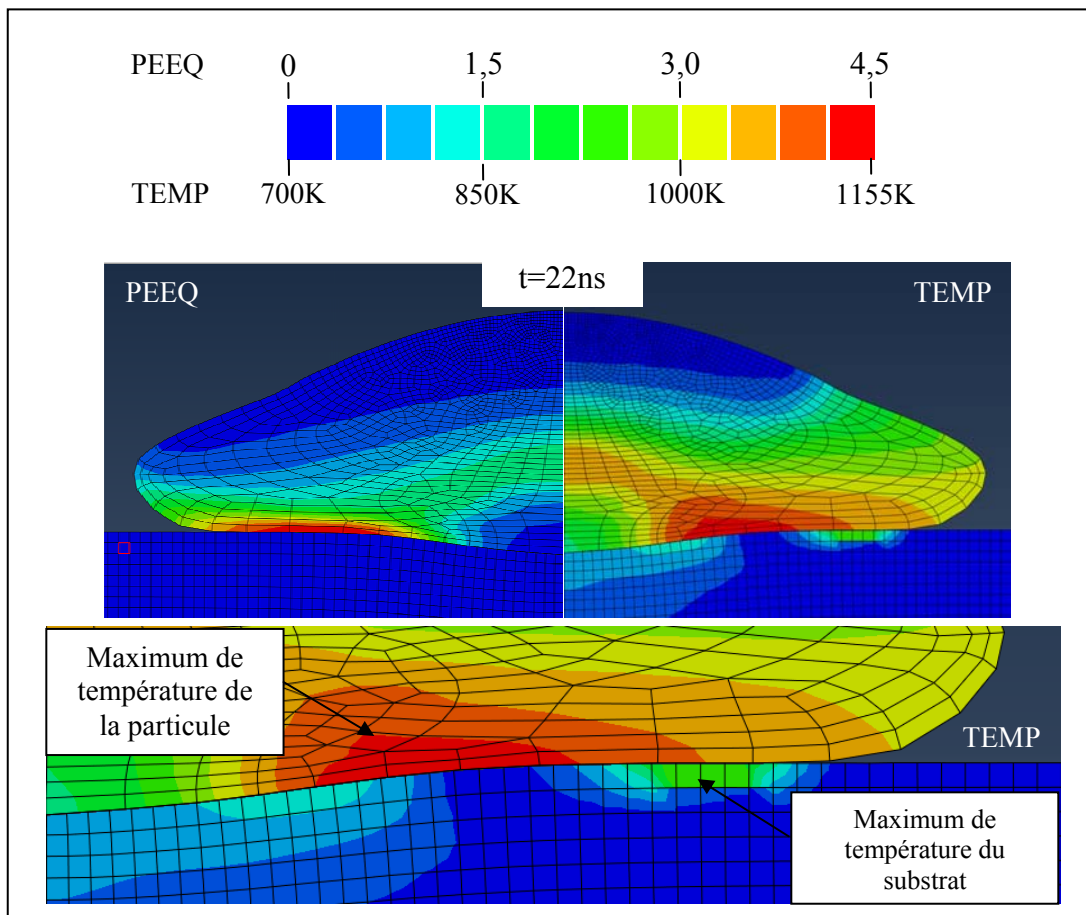 PEEQ 0 1,5 3,0 4,5
TEMP 700K 850K 1000K 1155K
PEEQ t=22ns TEMP
Maximum de
température de
la particule
TEMP
Maximum de
température du
substrat